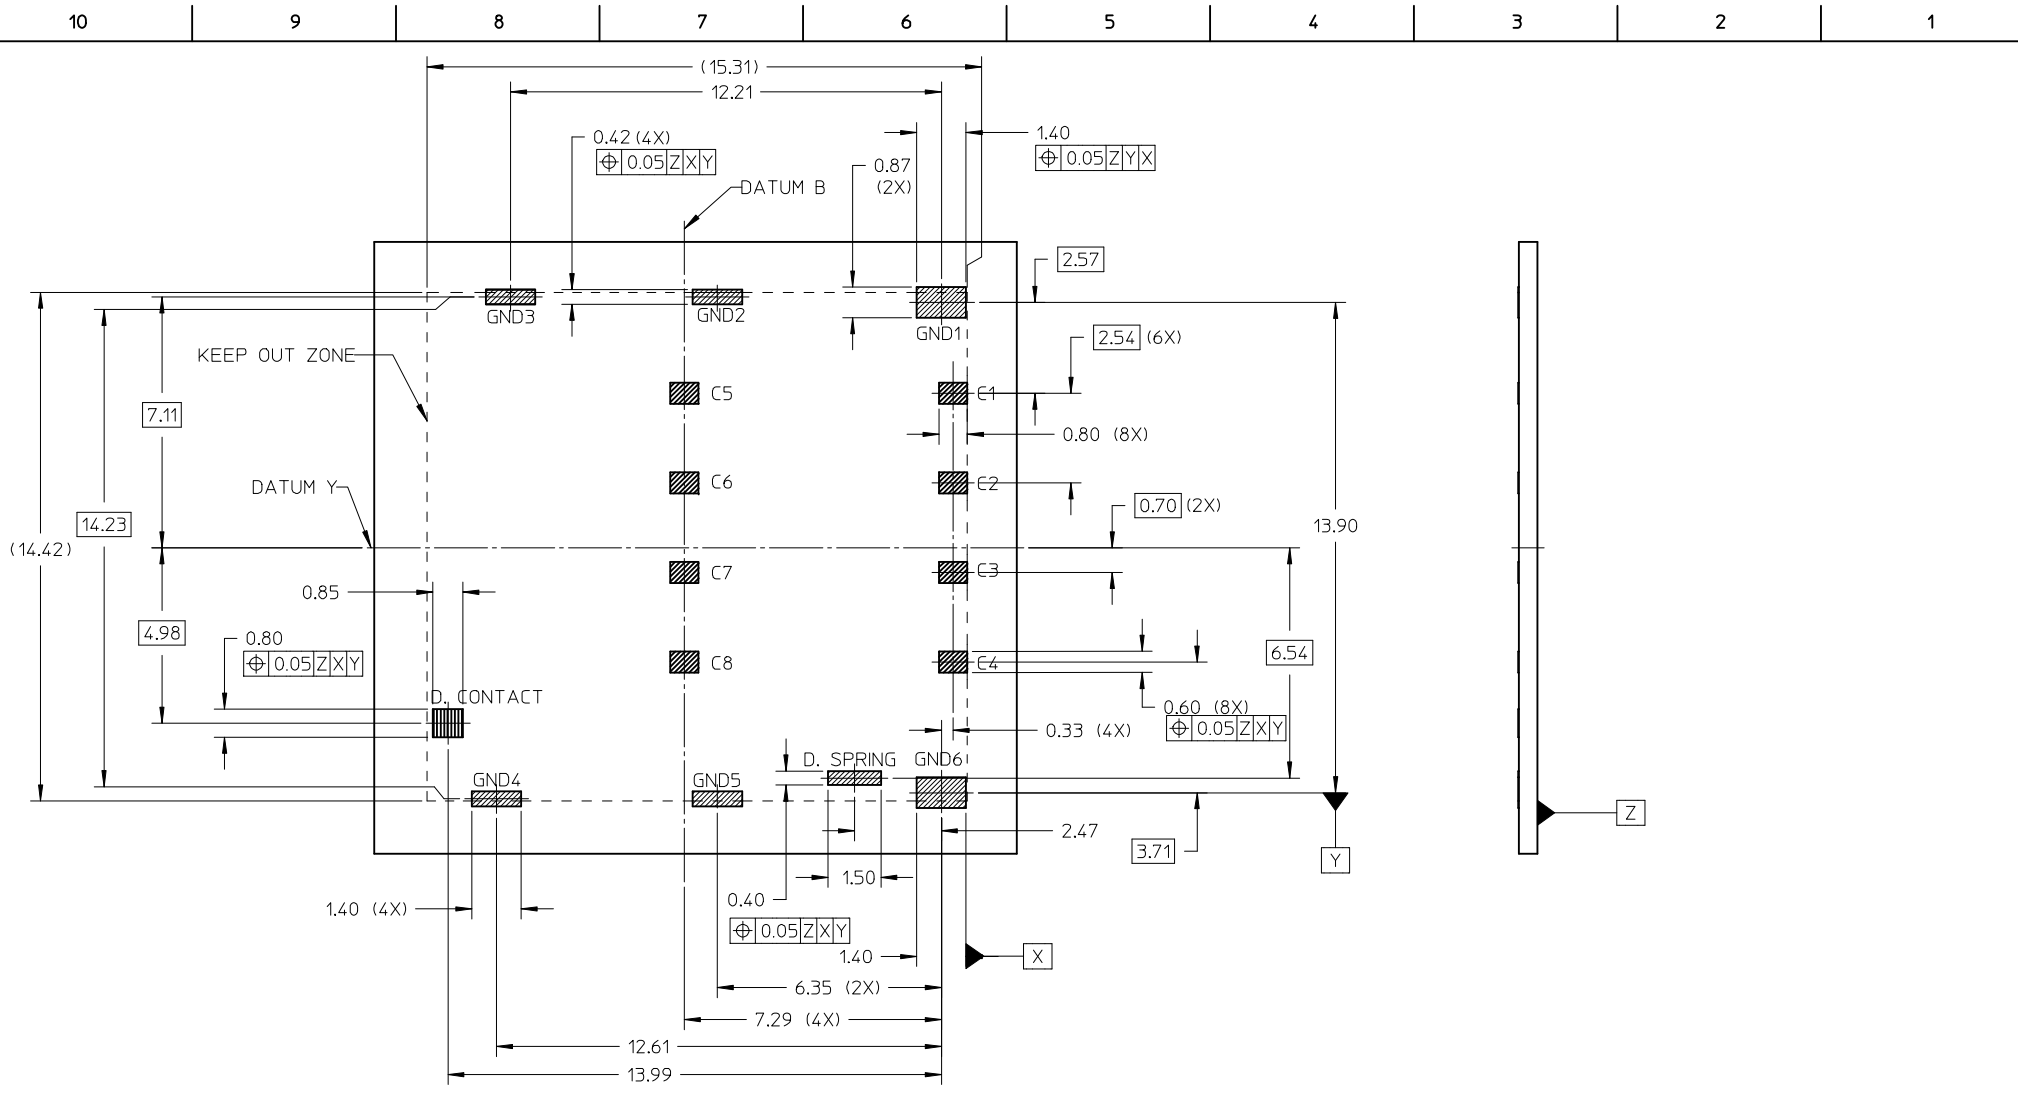 10 9 8 7 6 5 4 3 2 1
(15.31)
12.21
0.42 (4X)
⌖ 0.05 Z X Y
0.87
(2X)
1.40
⌖ 0.05 Z Y X
DATUM B
2.57
GND3
GND2
GND1
2.54 (6X)
KEEP OUT ZONE
C5
C1
7.11
0.80 (8X)
C6
C2
DATUM Y
0.70 (2X)
14.23
13.90
(14.42)
C7
C3
0.85
4.98
0.80
⌖ 0.05 Z X Y
6.54
C8
C4
D. CONTACT
0.60 (8X)
⌖ 0.05 Z X Y
0.33 (4X)
D. SPRING
GND6
GND4
GND5
Z
2.47
3.71
Y
1.50
0.40
⌖ 0.05 Z X Y
1.40 (4X)
1.40
X
6.35 (2X)
7.29 (4X)
12.61
13.99